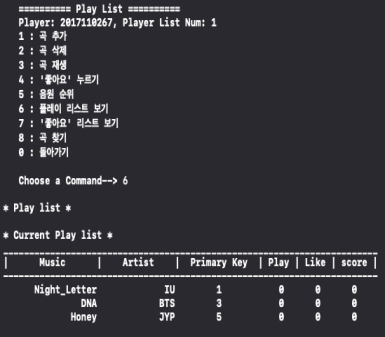 ========== Play List ==========
Player: 2017110267, Player List Num: 1
1 : 곡 추가
2 : 곡 삭제
3 : 곡 재생
4 : '좋아요' 누르기
5 : 음원 순위
6 : 플레이 리스트 보기
7 : '좋아요' 리스트 보기
8 : 곡 찾기
0 : 돌아가기
Choose a Command--> 6
* Play list *
* Current Play list *
| Music | Artist | Primary Key | Play | Like | score |
Night_Letter IU 1 0 0 0
DNA BTS 3 0 0 0
Honey JYP 5 0 0 0